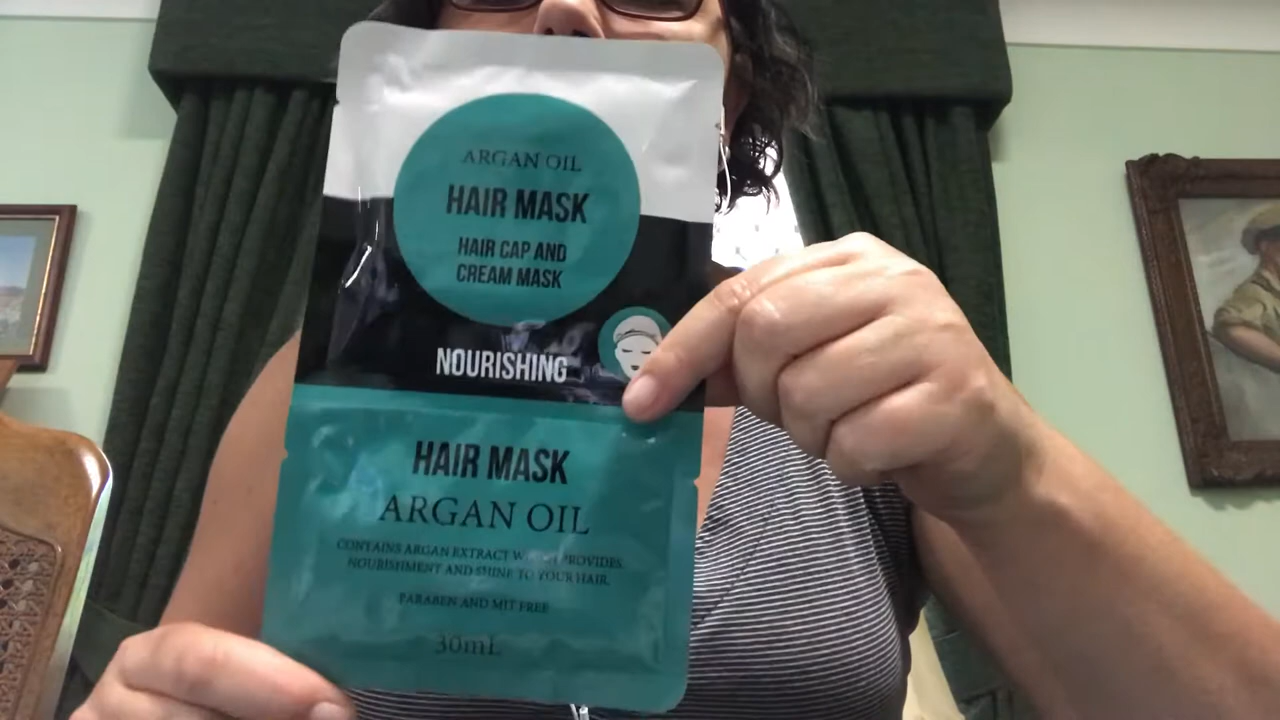 ARGAN OIL
HAIR MASK
HAIR CAP AND
CREAM MASK
NOURISHING
HAIR MASK
ARGAN OIL
CONTAINS ARGAN EXTRACT WHICH PROVIDES
NOURISHMENT AND SHINE TO YOUR HAIR.
PARABEN AND MIT FREE
30mL